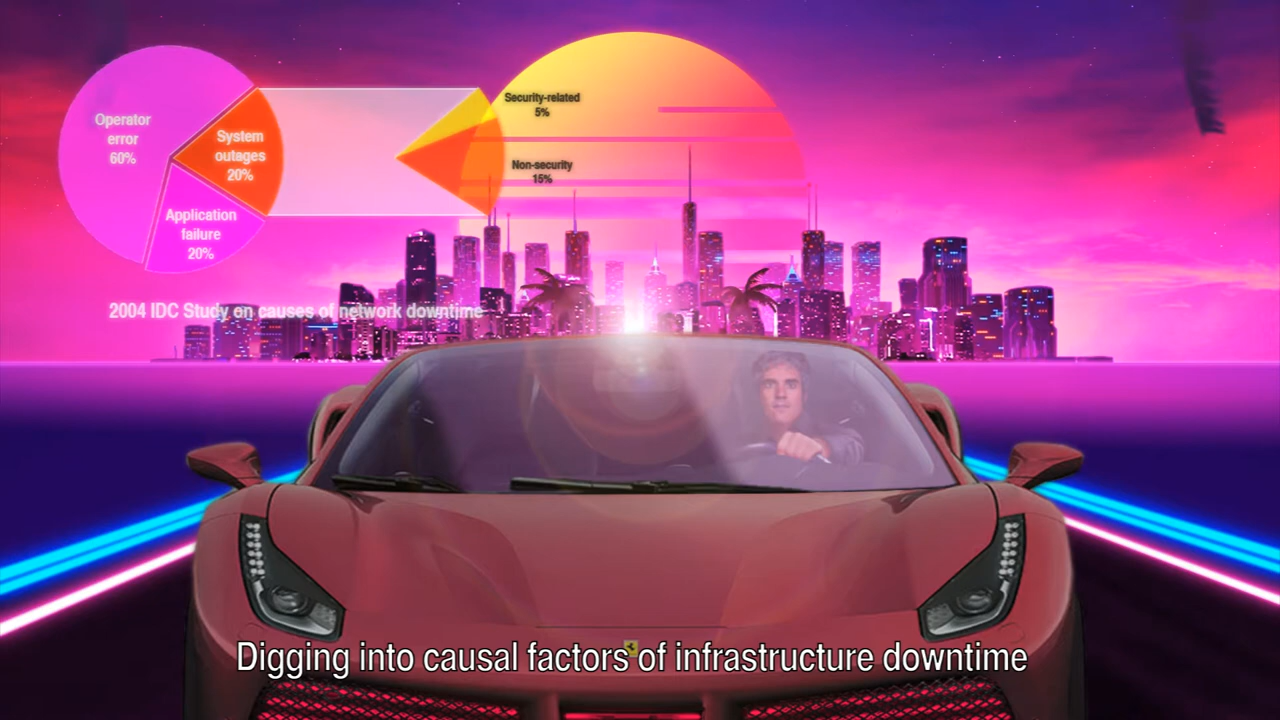 Operator
error
60%
System
outages
20%
Application
failure
20%
Security-related
5%
Non-security
15%
2004 IDC Study on causes of network downtime
Digging into causal factors of infrastructure downtime